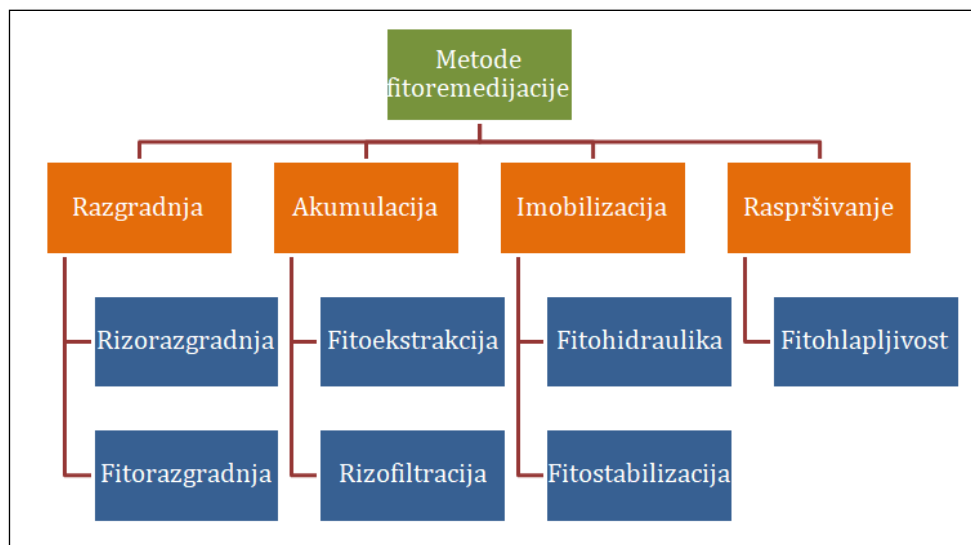 Metode
fitoremedijacije
Razgradnja
Akumulacija
Imobilizacija
Raspršivanje
Rizorazgradnja
Fitoekstrakcija
Fitohidraulika
Fitohlapljivost
Fitorazgradnja
Rizofiltracija
Fitostabilizacija